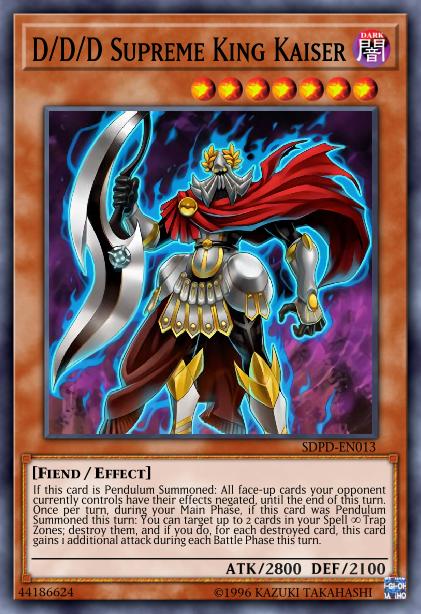 D/D/D Supreme King Kaiser
DARK
闇
SDPD-EN013
[Fiend / Effect]
If this card is Pendulum Summoned: All face-up cards your opponent
currently controls have their effects negated, until the end of this turn.
Once per turn, during your Main Phase, if this card was Pendulum
Summoned this turn: You can target up to 2 cards in your Spell ∞ Trap
Zones; destroy them, and if you do, for each destroyed card, this card
gains 1 additional attack during each Battle Phase this turn.
ATK/2800 DEF/2100
44186624
©1996 KAZUKI TAKAHASHI